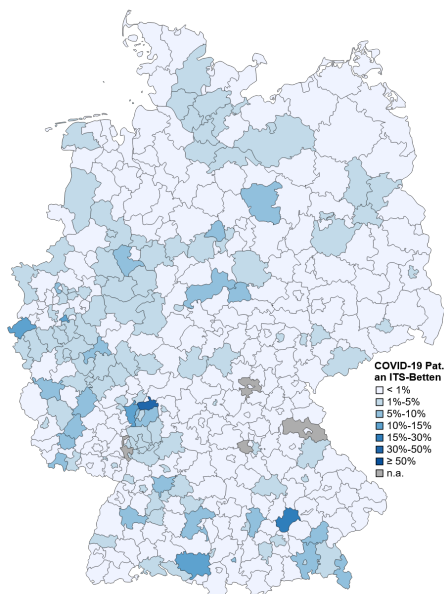 COVID-19 Pat.
an ITS-Betten
< 1%
1%-5%
5%-10%
10%-15%
15%-30%
30%-50%
≥ 50%
n.a.